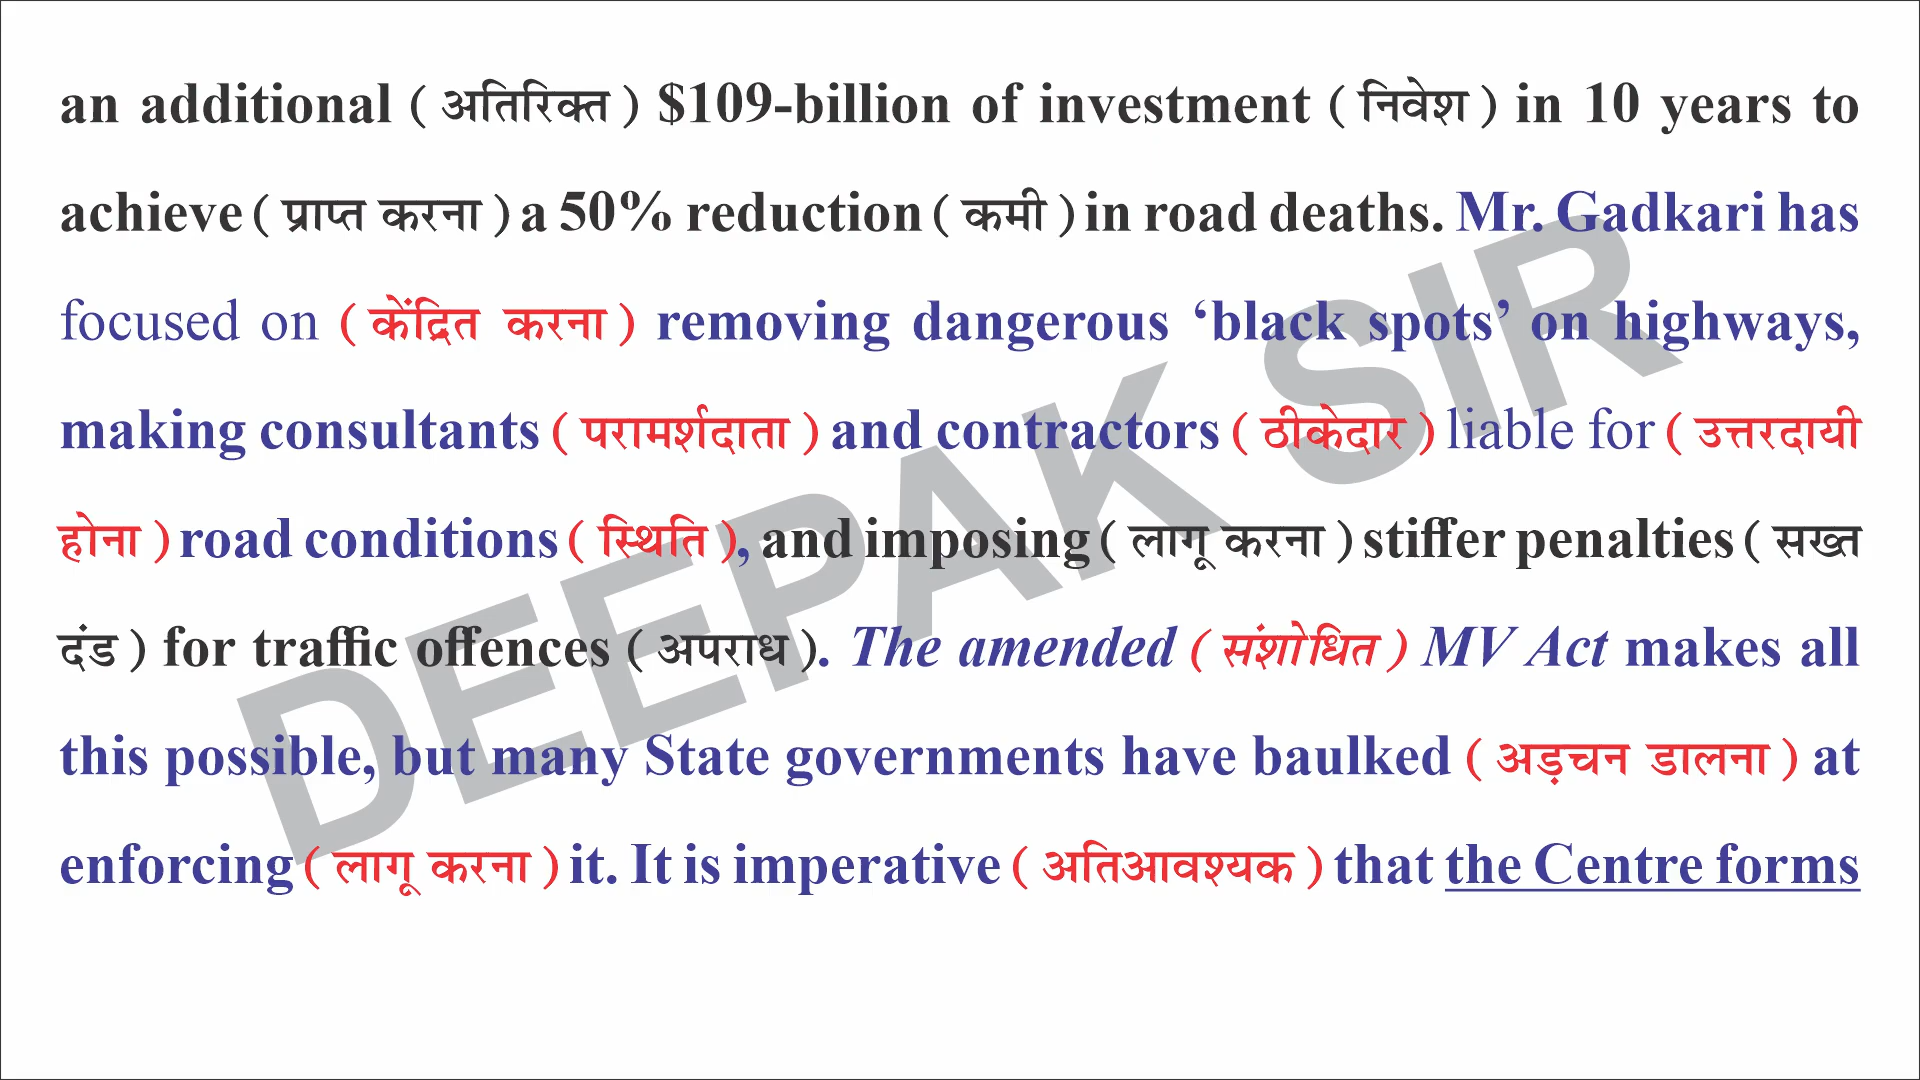 an additional ( अतिरिक्त ) $109-billion of investment ( निवेश ) in 10 years to
achieve ( प्राप्त करना ) a 50% reduction ( कमी ) in road deaths. Mr. Gadkari has
focused on ( केंद्रित करना ) removing dangerous ‘black spots’ on highways,
making consultants ( परामर्शदाता ) and contractors ( ठीकेदार ) liable for ( उत्तरदायी
होना ) road conditions ( स्थिति ), and imposing ( लागू करना ) stiffer penalties ( सख्त
दंड ) for traffic offences ( अपराध ). The amended ( संशोधित ) MV Act makes all
this possible, but many State governments have baulked ( अड़चन डालना ) at
enforcing ( लागू करना ) it. It is imperative ( अतिआवश्यक ) that the Centre forms
DEEPAK SIR